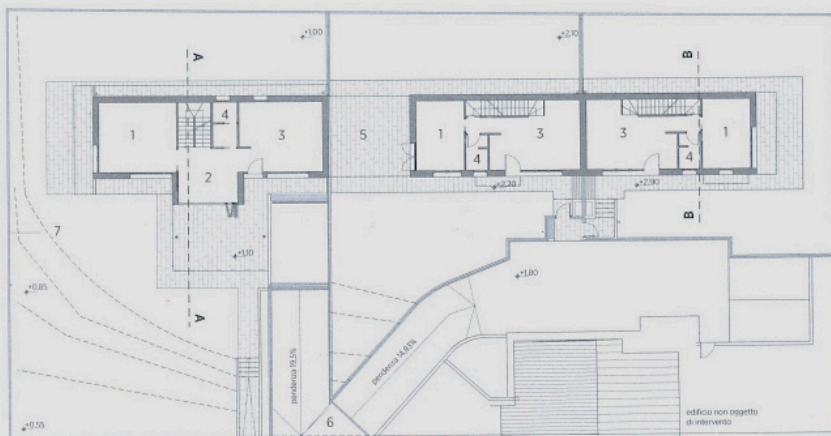 +1,00
+2,10
A
B
1
4
3
5
1
4
3
3
4
1
2
+2,20
+2,90
B
7
+1,10
+1,80
+0,85
A
pendenza 19,5%
pendenza 14,93%
6
edificio non oggetto
di intervento
+0,55